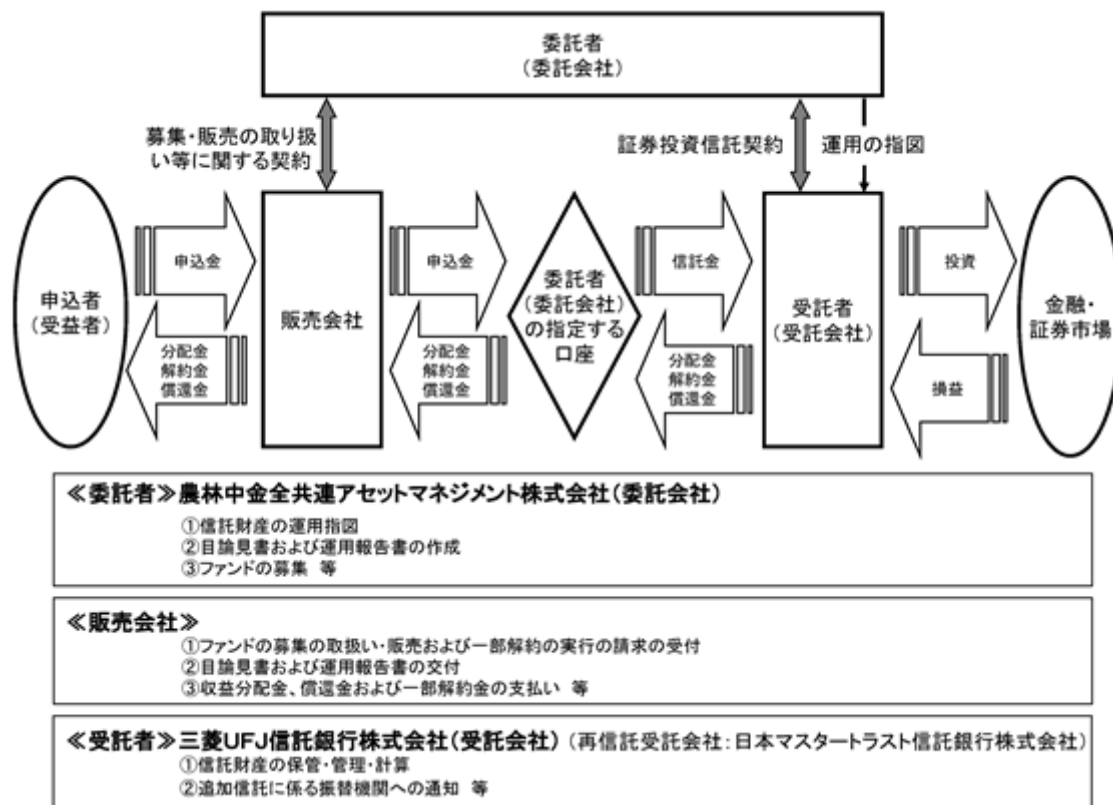 委託者
(委託会社)
募集・販売の取り扱
い等に関する契約
証券投資信託契約
運用の指図
申込金
申込金
信託金
投資
申込者
(受益者)
販売会社
委託者
(委託会社)
の指定する
口座
受託者
(受託会社)
金融・
証券市場
分配金
解約金
償還金
分配金
解約金
償還金
分配金
解約金
償還金
損益
≪委託者≫農林中金全共連アセットマネジメント株式会社(委託会社)
①信託財産の運用指図
②目論見書および運用報告書の作成
③ファンドの募集 等
≪販売会社≫
①ファンドの募集の取扱い・販売および一部解約の実行の請求の受付
②目論見書および運用報告書の交付
③収益分配金、償還金および一部解約金の支払い 等
≪受託者≫三菱UFJ信託銀行株式会社(受託会社) (再信託受託会社:日本マスタートラスト信託銀行株式会社)
①信託財産の保管・管理・計算
②追加信託に係る振替機関への通知 等